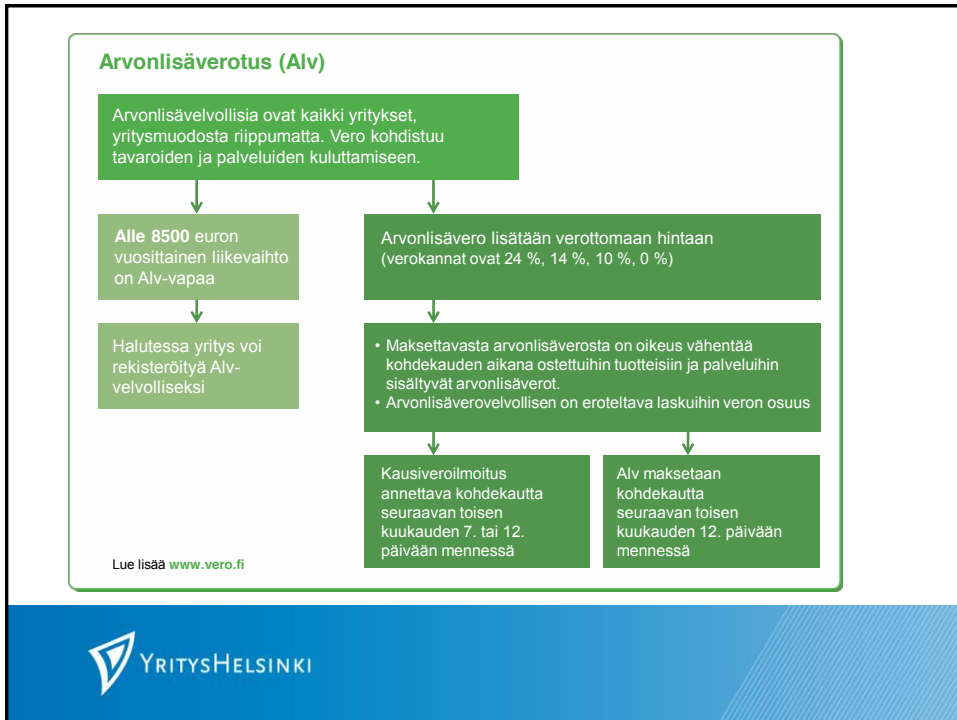 Arvonlisäverotus (Alv)
Arvonlisävelvollisia ovat kaikki yritykset,
yritysmuodosta riippumatta. Vero kohdistuu
tavaroiden ja palveluiden kuluttamiseen.
Alle 8500 euron
vuosittainen liikevaihto
on Alv-vapaa
Halutessa yritys voi
rekisteröityä Alv-
velvolliseksi
Arvonlisävero lisätään verottomaan hintaan
(verokannat ovat 24 %, 14 %, 10 %, 0 %)
• Maksettavasta arvonlisäverosta on oikeus vähentää
kohdekauden aikana ostettuihin tuotteisiin ja palveluihin
sisältyvät arvonlisäverot.
• Arvonlisäverovelvollisen on eroteltava laskuihin veron osuus
Kausiveroilmoitus
annettava kohdekautta
seuraavan toisen
kuukauden 7. tai 12.
päivään mennessä
Alv maksetaan
kohdekautta
seuraavan toisen
kuukauden 12. päivään
mennessä
Lue lisää www.vero.fi
YRITYSHELSINKI